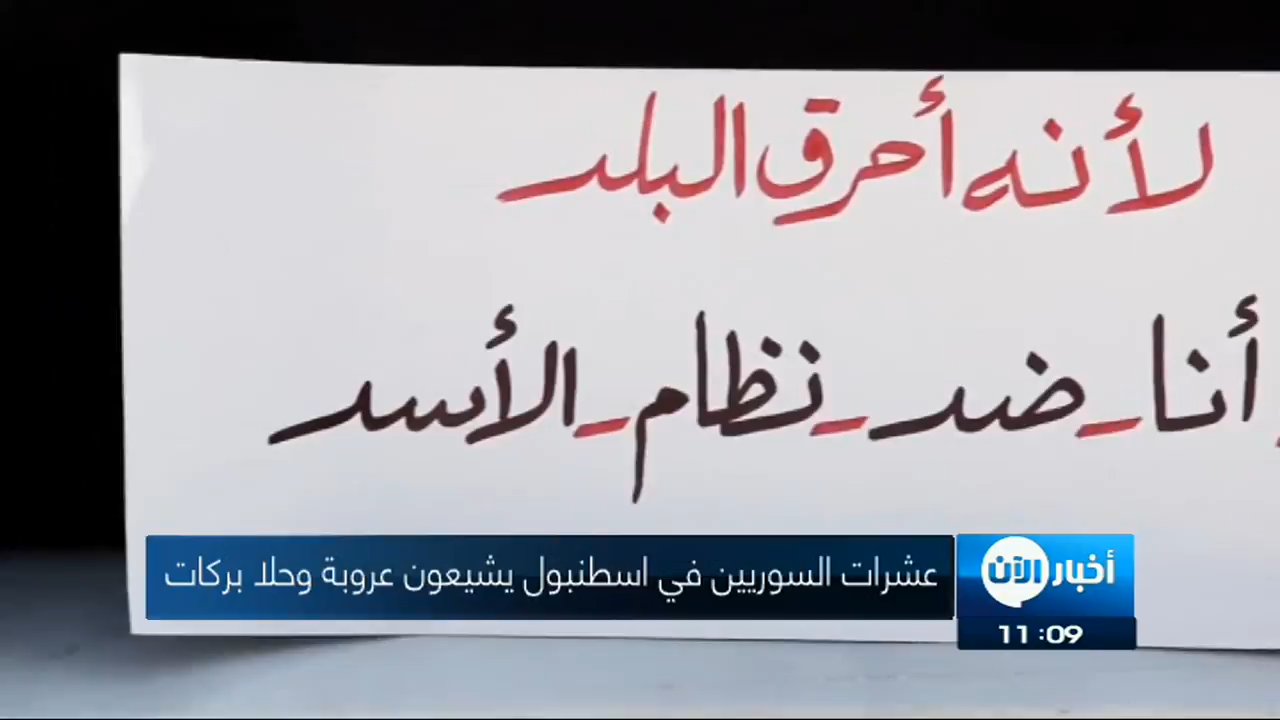 لأنه أحرق البلد
أنا_ضد_نظام_الأسد
عشرات السوريين في اسطنبول يشيعون عروبة وحلا بركات
أخبار الآن
11:09